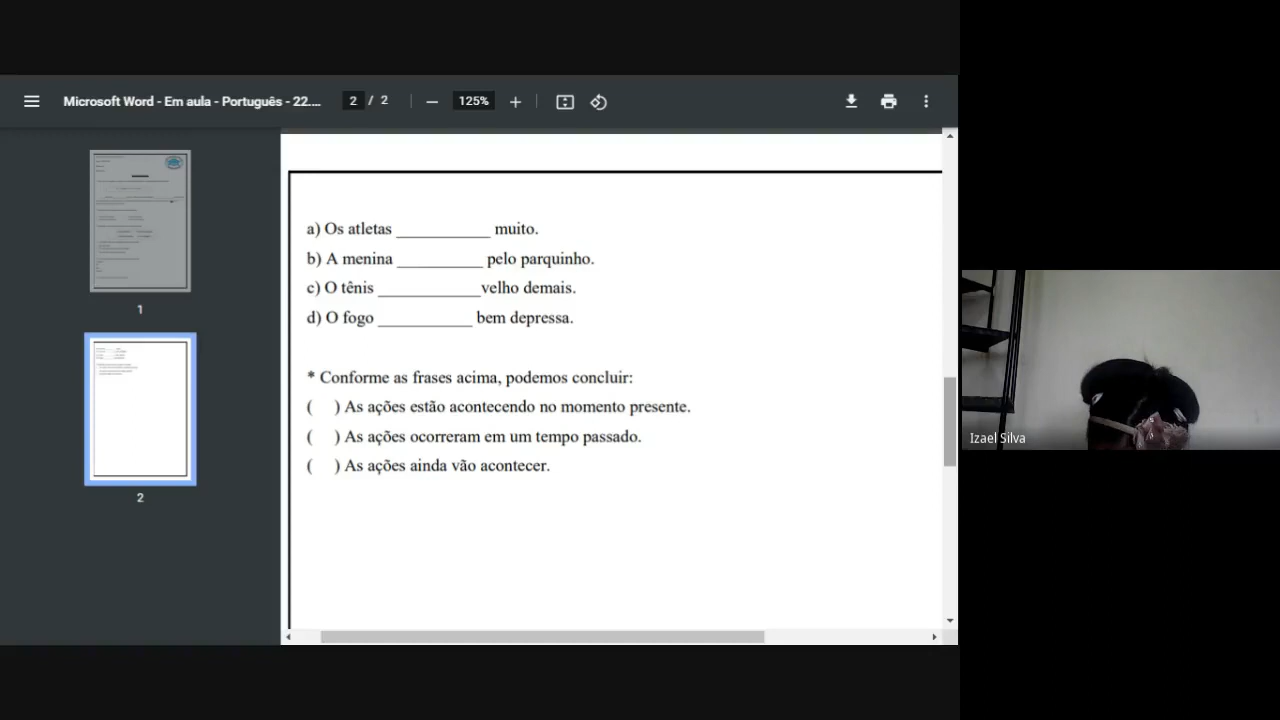 Microsoft Word - Em aula - Português - 22....
2 / 2
125%
a) Os atletas ___________ muito.
b) A menina __________ pelo parquinho.
c) O tênis ____________velho demais.
d) O fogo ___________ bem depressa.
* Conforme as frases acima, podemos concluir:
( ) As ações estão acontecendo no momento presente.
( ) As ações ocorreram em um tempo passado.
( ) As ações ainda vão acontecer.
1
2
Izael Silva